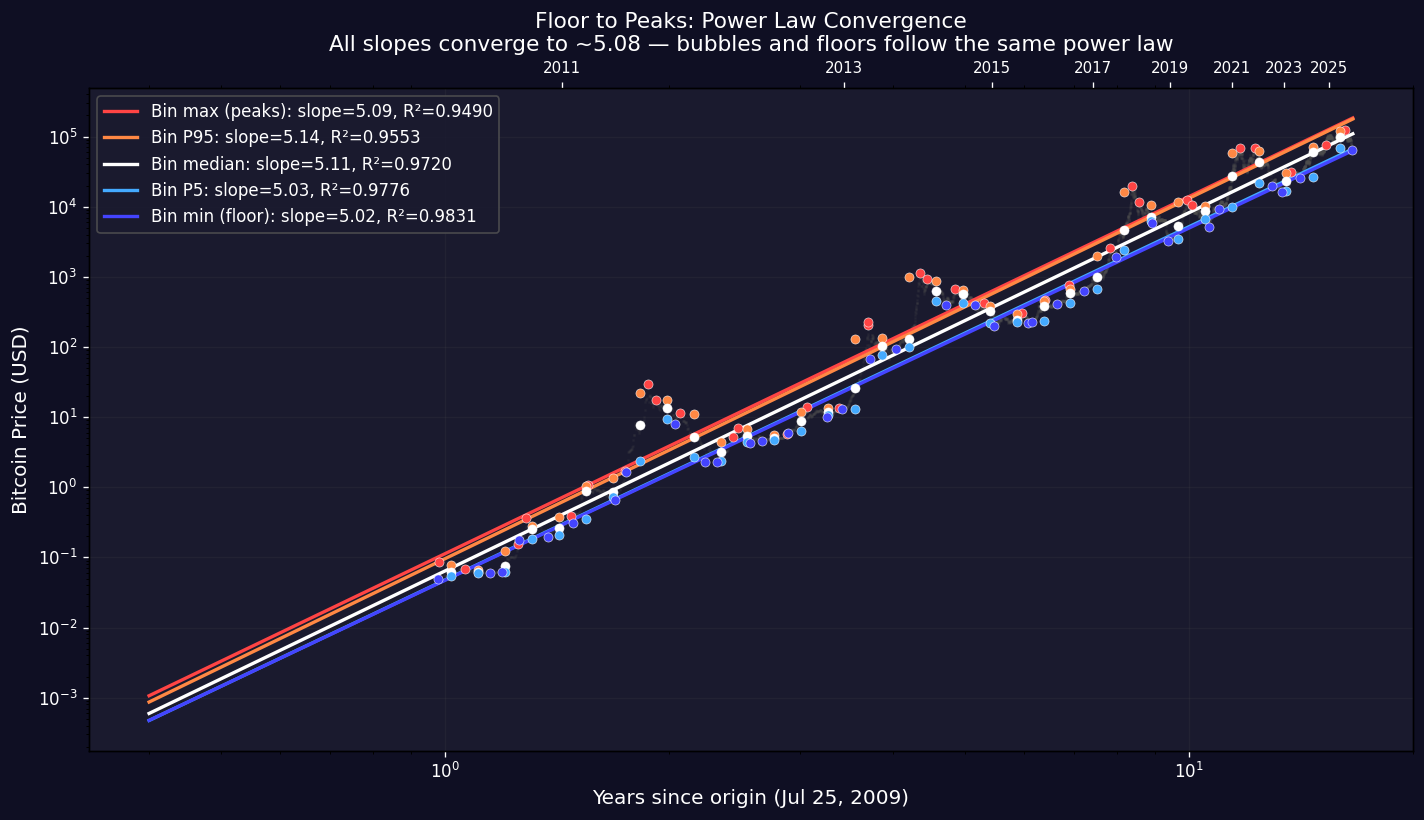 Floor to Peaks: Power Law Convergence
All slopes converge to ~5.08 — bubbles and floors follow the same power law
2011 2013 2015 2017 2019 2021 2023 2025
Bin max (peaks): slope=5.09, R²=0.9490
Bin P95: slope=5.14, R²=0.9553
Bin median: slope=5.11, R²=0.9720
Bin P5: slope=5.03, R²=0.9776
Bin min (floor): slope=5.02, R²=0.9831
Bitcoin Price (USD)
10⁵
10⁴
10³
10²
10¹
10⁰
10⁻¹
10⁻²
10⁻³
10⁰ 10¹
Years since origin (Jul 25, 2009)